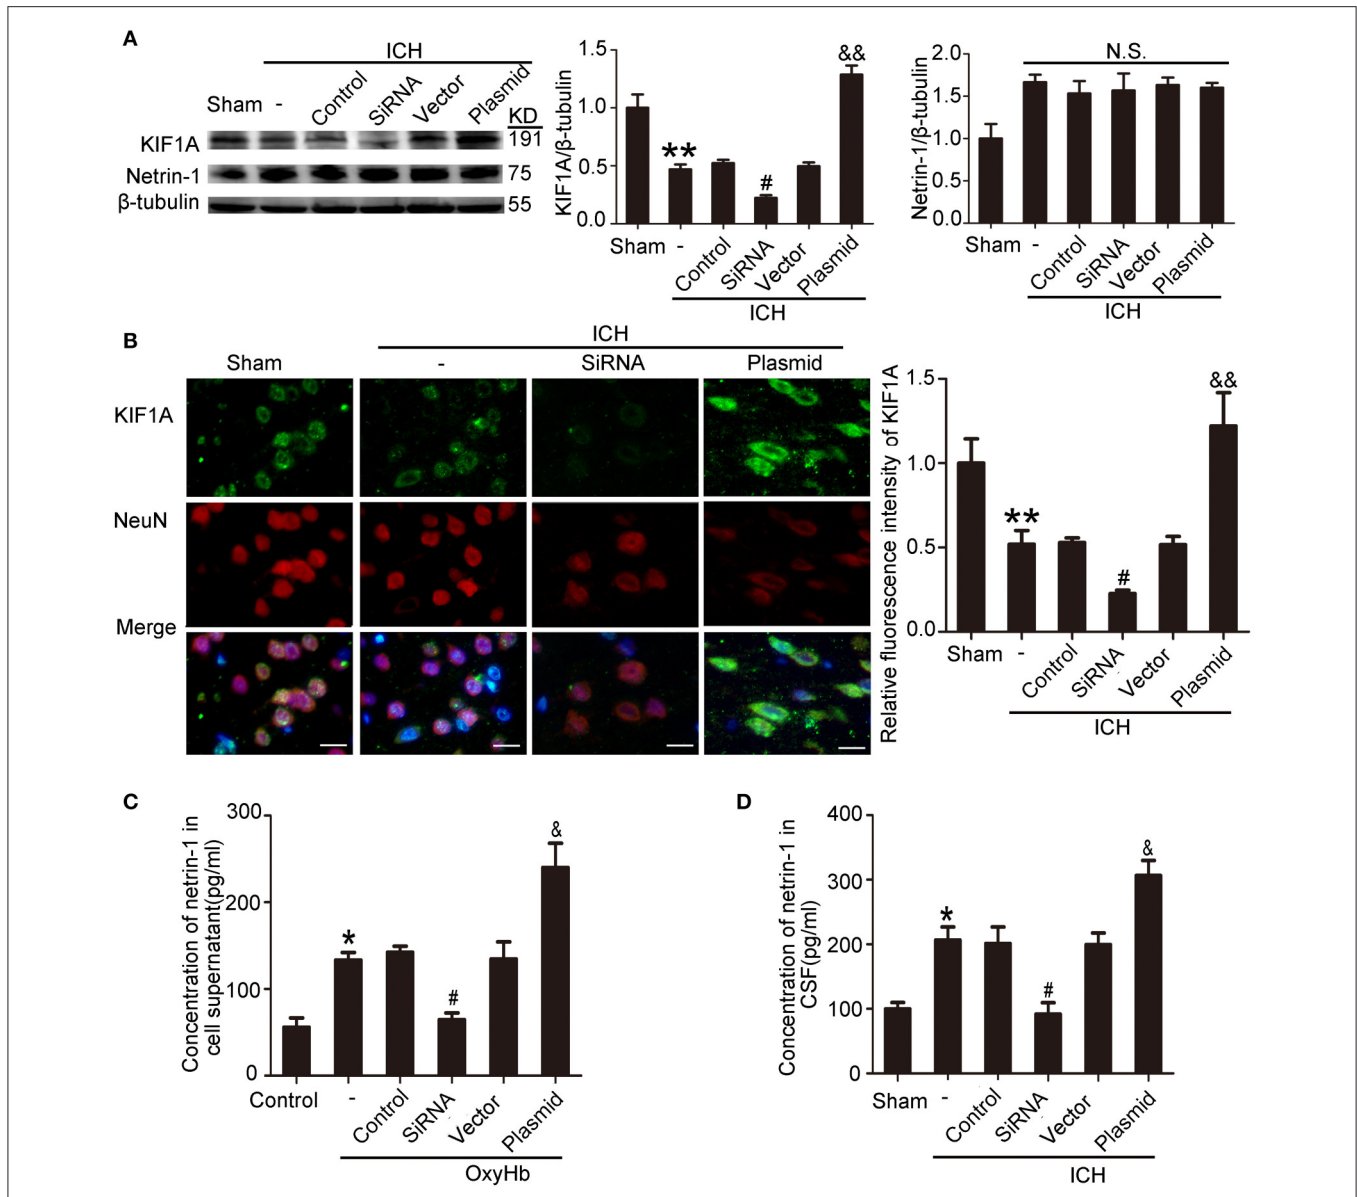 A
ICH
Sham - Control SiRNA Vector Plasmid KD
KIF1A 191
Netrin-1 75
β-tubulin 55
KIF1A/β-tubulin
1.5
1.0
0.5
0.0
** # &&
Sham - Control SiRNA Vector Plasmid
ICH
Netrin-1/β-tubulin
2.0
1.5
1.0
1.5
0.0
N.S.
Sham - Control SiRNA Vector Plasmid
ICH
B
ICH
Sham - SiRNA Plasmid
KIF1A
NeuN
Merge
Relative fluorescence intensity of KIF1A
1.5
1.0
0.5
0.0
** # &&
Sham - Control SiRNA Vector Plasmid
ICH
C
Concentration of netrin-1 in
cell supernatant(pg/ml)
300
200
100
0
* # &
Control - Control SiRNA Vector Plasmid
OxyHb
D
Concentration of netrin-1 in
CSF(pg/ml)
400
300
200
100
0
* # &
Sham - Control SiRNA Vector Plasmid
ICH